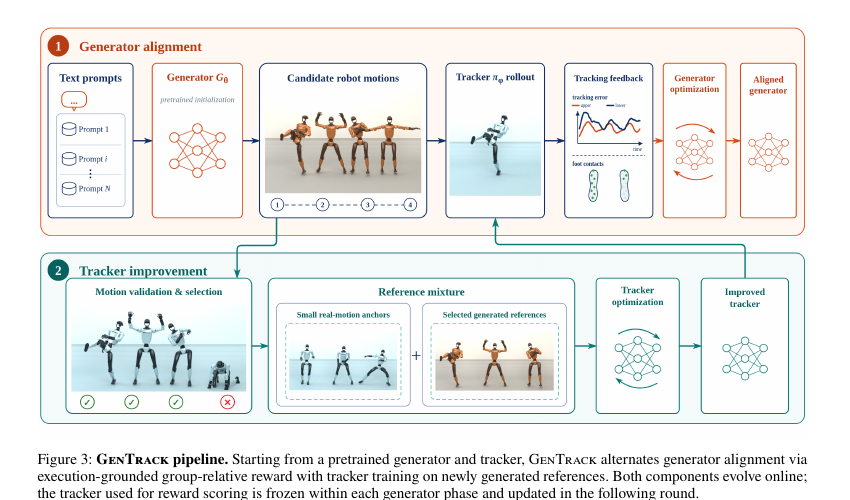 1 Generator alignment
Text prompts
...
Prompt 1
Prompt i
⋮
Prompt N
Generator Gθ
pretrained initialization
Candidate robot motions
1 2 3 4
Tracker πφ rollout
Tracking feedback
tracking error
upper lower
time
foot contacts
Generator
optimization
Aligned
generator
2 Tracker improvement
Motion validation & selection
Reference mixture
Small real-motion anchors
+
Selected generated references
Tracker
optimization
Improved
tracker
Figure 3: GENTRACK pipeline. Starting from a pretrained generator and tracker, GENTRACK alternates generator alignment via
execution-grounded group-relative reward with tracker training on newly generated references. Both components evolve online;
the tracker used for reward scoring is frozen within each generator phase and updated in the following round.